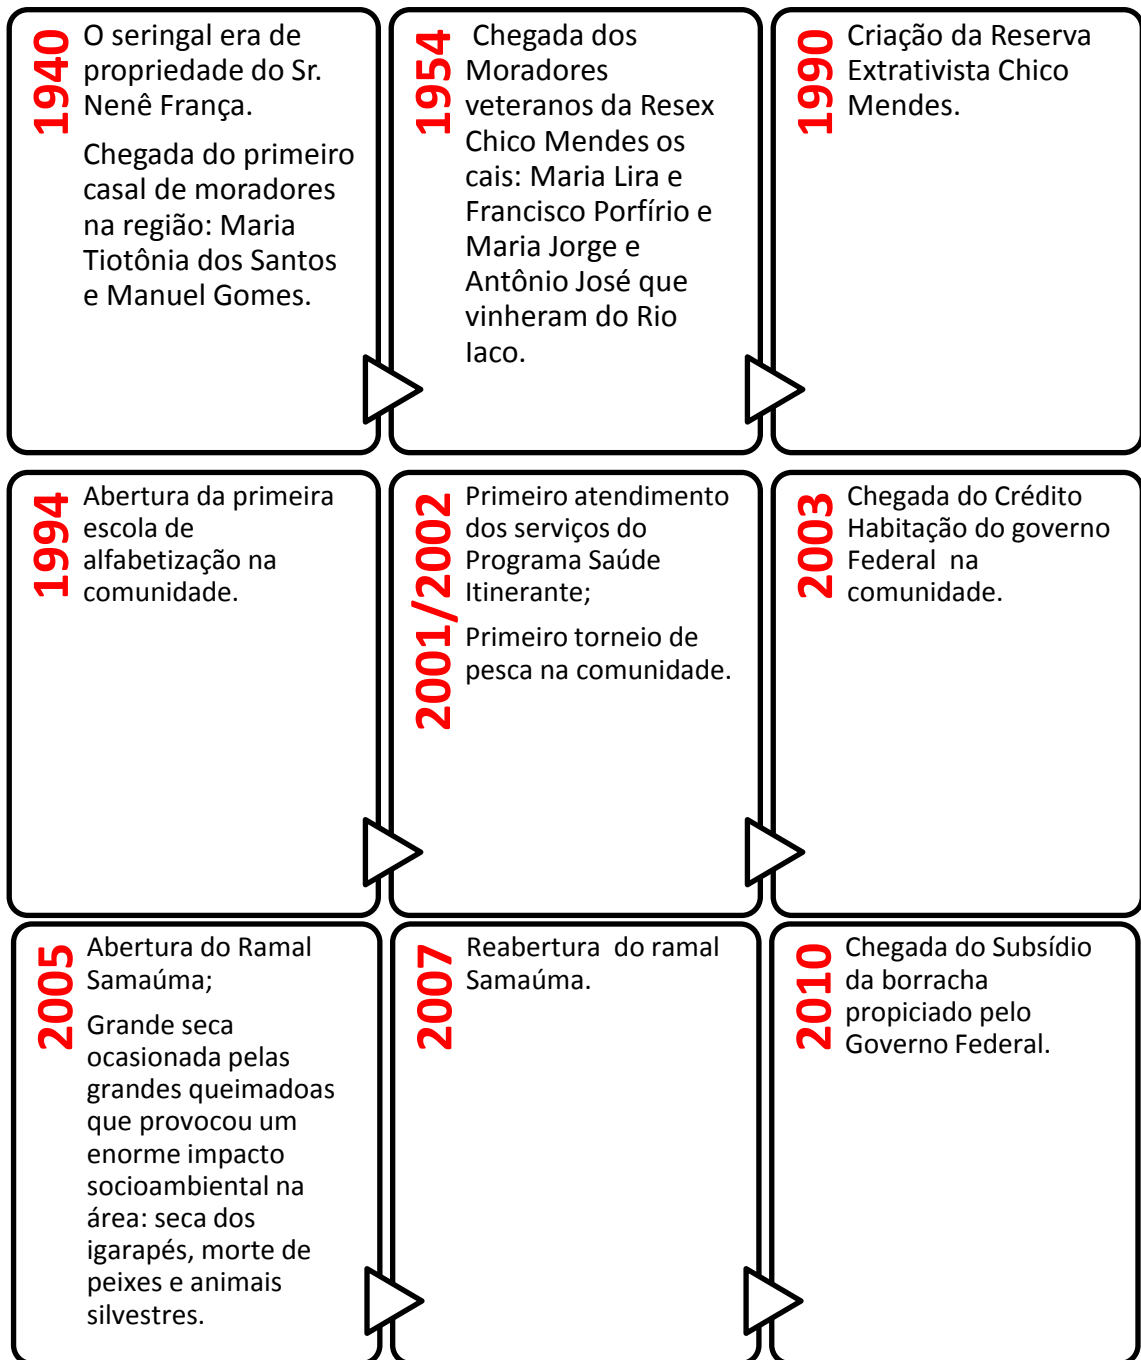 1940
O seringal era de
propriedade do Sr.
Nenê França.
Chegada do primeiro
casal de moradores
na região: Maria
Tiotônia dos Santos
e Manuel Gomes.
1954
Chegada dos
Moradores
veteranos da Resex
Chico Mendes os
cais: Maria Lira e
Francisco Porfírio e
Maria Jorge e
Antônio José que
vinheram do Rio
Iaco.
1990
Criação da Reserva
Extrativista Chico
Mendes.
1994
Abertura da primeira
escola de
alfabetização na
comunidade.
2001/2002
Primeiro atendimento
dos serviços do
Programa Saúde
Itinerante;
Primeiro torneio de
pesca na comunidade.
2003
Chegada do Crédito
Habitação do governo
Federal na
comunidade.
2005
Abertura do Ramal
Samaúma;
Grande seca
ocasionada pelas
grandes queimadoas
que provocou um
enorme impacto
socioambiental na
área: seca dos
igarapés, morte de
peixes e animais
silvestres.
2007
Reabertura do ramal
Samaúma.
2010
Chegada do Subsídio
da borracha
propiciado pelo
Governo Federal.